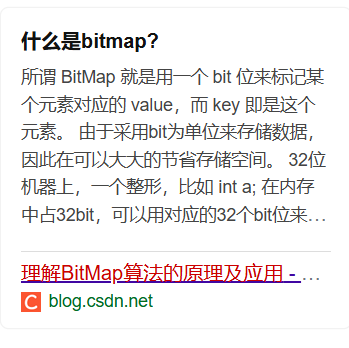 什么是bitmap?
所谓 BitMap 就是用一个 bit 位来标记某
个元素对应的 value，而 key 即是这个
元素。 由于采用bit为单位来存储数据，
因此在可以大大的节省存储空间。 32位
机器上，一个整形，比如 int a; 在内存
中占32bit，可以用对应的32个bit位来…
理解BitMap算法的原理及应用 - …
C blog.csdn.net